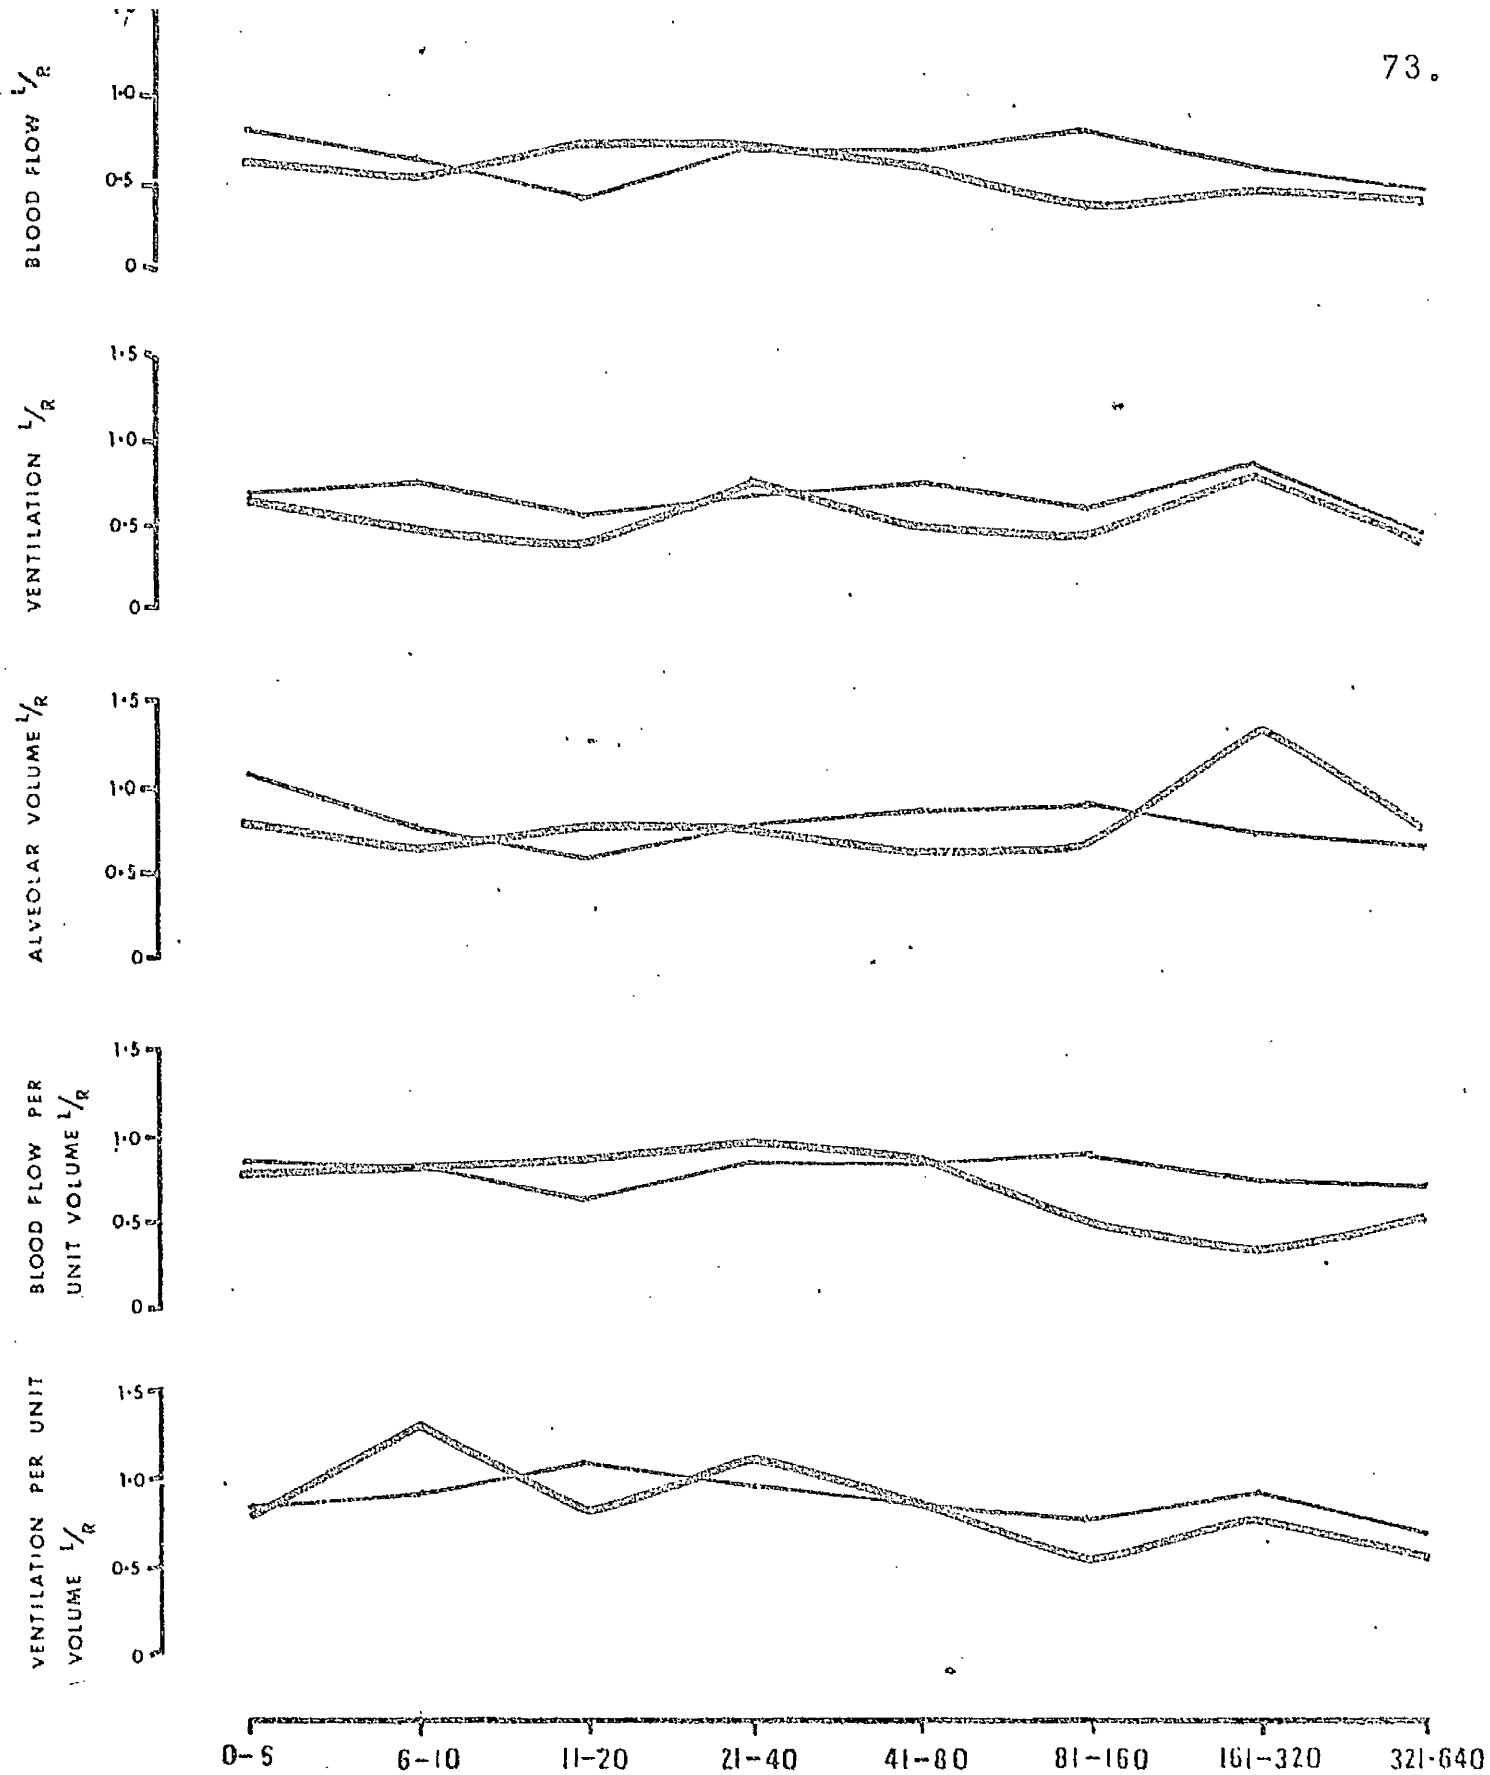 73.
BLOOD FLOW L/R
1·0
0·5
0
VENTILATION L/R
1·5
1·0
0·5
0
ALVEOLAR VOLUME L/R
1·5
1·0
0·5
0
BLOOD FLOW PER
UNIT VOLUME L/R
1·5
1·0
0·5
0
VENTILATION PER UNIT
VOLUME L/R
1·5
1·0
0·5
0
0-5 6-10 11-20 21-40 41-80 81-160 161-320 321-640